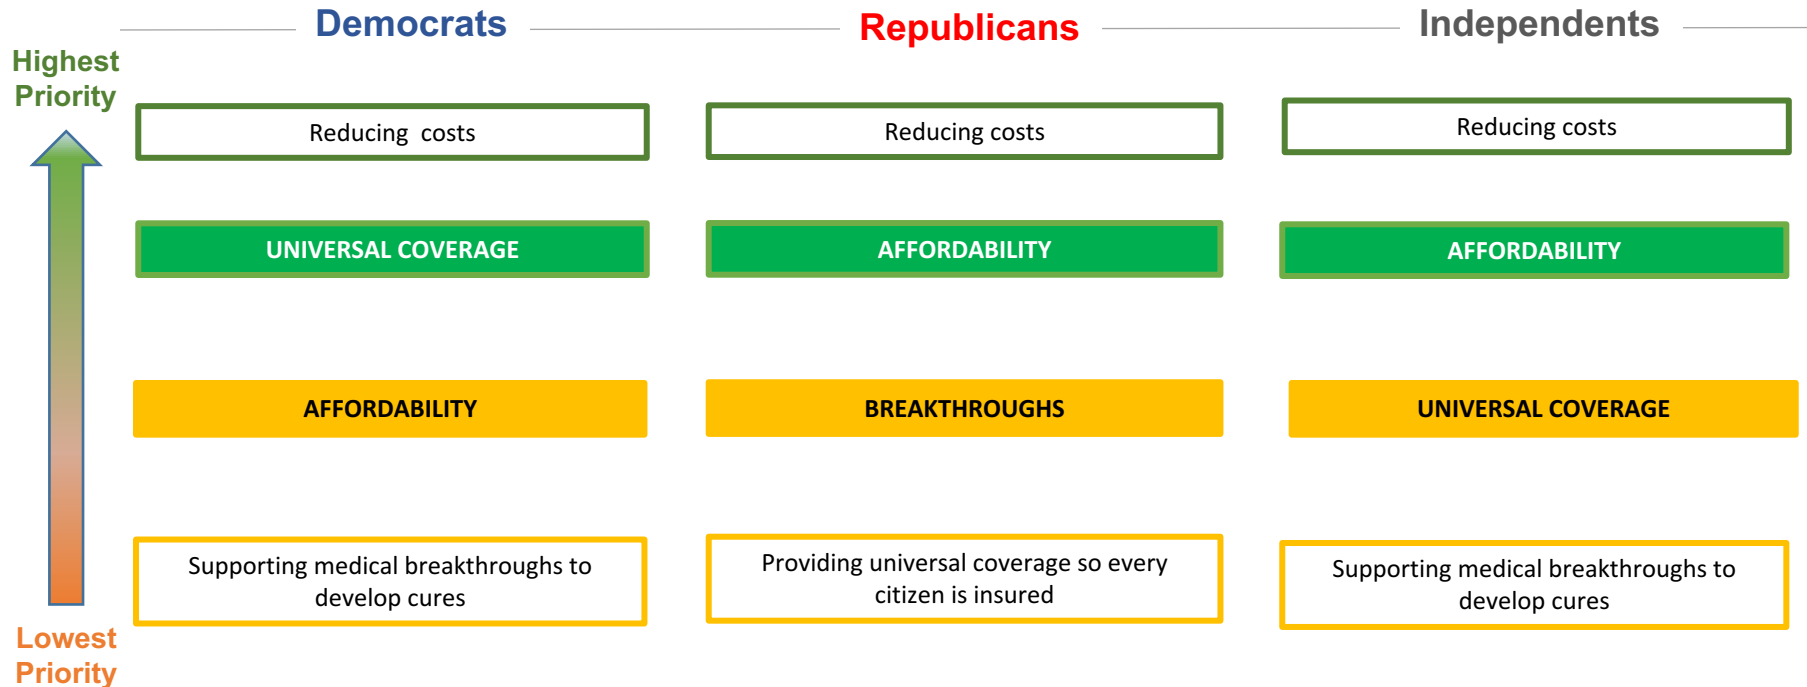 Democrats
Republicans
Independents
Highest
Priority
Reducing costs
Reducing costs
Reducing costs
UNIVERSAL COVERAGE
AFFORDABILITY
AFFORDABILITY
AFFORDABILITY
BREAKTHROUGHS
UNIVERSAL COVERAGE
Supporting medical breakthroughs to
develop cures
Providing universal coverage so every
citizen is insured
Supporting medical breakthroughs to
develop cures
Lowest
Priority